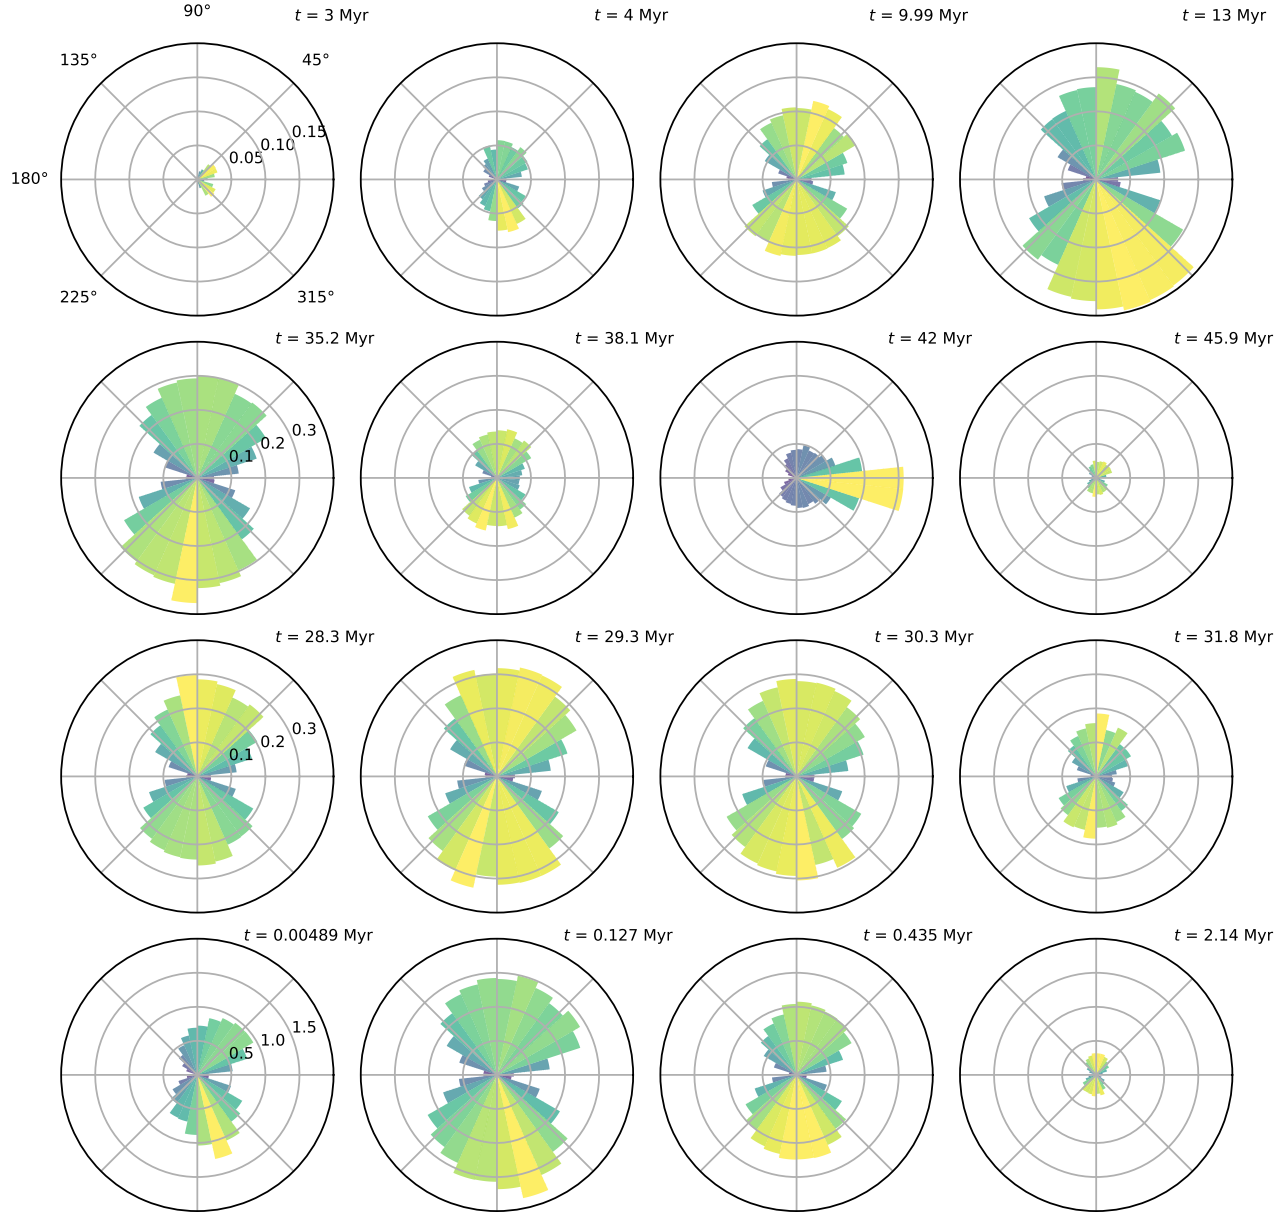 90°
t = 3 Myr
t = 4 Myr
t = 9.99 Myr
t = 13 Myr
135°
45°
0.15
0.10
0.05
180°
225°
315°
t = 35.2 Myr
t = 38.1 Myr
t = 42 Myr
t = 45.9 Myr
0.3
0.2
0.1
t = 28.3 Myr
t = 29.3 Myr
t = 30.3 Myr
t = 31.8 Myr
0.3
0.2
0.1
t = 0.00489 Myr
t = 0.127 Myr
t = 0.435 Myr
t = 2.14 Myr
1.5
1.0
0.5